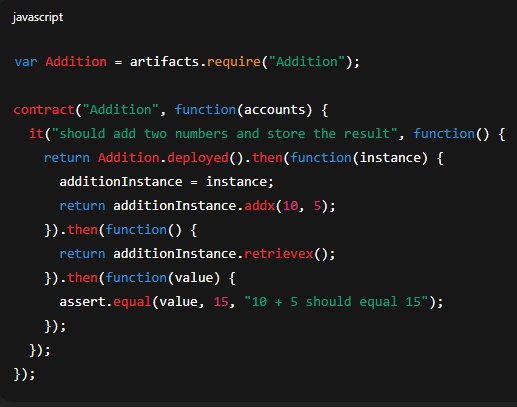 javascript
var Addition = artifacts.require("Addition");
contract("Addition", function(accounts) {
  it("should add two numbers and store the result", function() {
    return Addition.deployed().then(function(instance) {
      additionInstance = instance;
      return additionInstance.addx(10, 5);
    }).then(function() {
      return additionInstance.retrievex();
    }).then(function(value) {
      assert.equal(value, 15, "10 + 5 should equal 15");
    });
  });
});